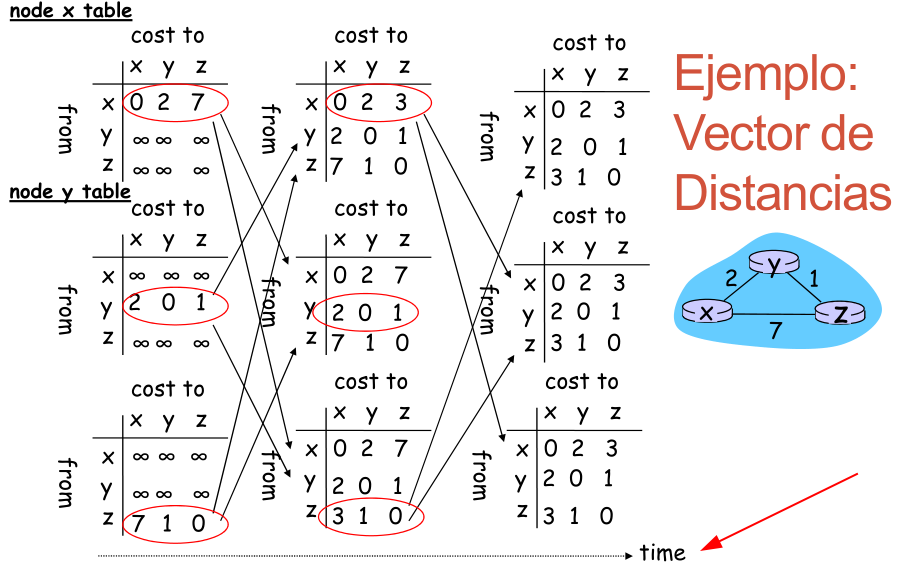 node x table
cost to
x y z
from
x 0 2 7
y ∞ ∞ ∞
z ∞ ∞ ∞
cost to
x y z
from
x 0 2 3
y 2 0 1
z 7 1 0
cost to
x y z
from
x 0 2 3
y 2 0 1
z 3 1 0
node y table
cost to
x y z
from
x ∞ ∞ ∞
y 2 0 1
z ∞ ∞ ∞
cost to
x y z
from
x 0 2 7
y 2 0 1
z 7 1 0
cost to
x y z
from
x 0 2 3
y 2 0 1
z 3 1 0
cost to
x y z
from
x ∞ ∞ ∞
y ∞ ∞ ∞
z 7 1 0
cost to
x y z
from
x 0 2 7
y 2 0 1
z 3 1 0
cost to
x y z
from
x 0 2 3
y 2 0 1
z 3 1 0
time
Ejemplo:
Vector de
Distancias
y
2 1
x z
7